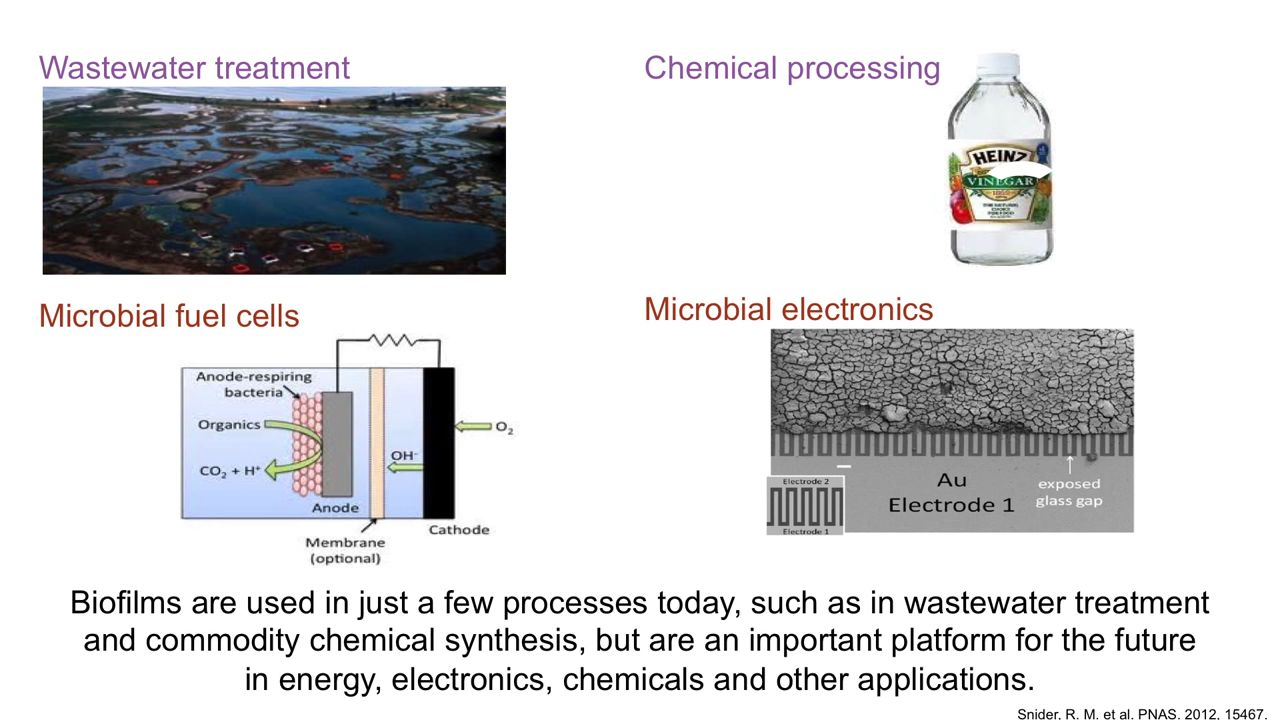 Wastewater treatment
Chemical processing
HEINZ
VINEGAR
Microbial fuel cells
Anode-respiring
bacteria
Organics
CO₂ + H⁺
OH⁻
O₂
Anode
Cathode
Membrane
(optional)
Microbial electronics
Au
Electrode 1
exposed
glass gap
Electrode 2
Electrode 1
Biofilms are used in just a few processes today, such as in wastewater treatment
and commodity chemical synthesis, but are an important platform for the future
in energy, electronics, chemicals and other applications.
Snider, R. M. et al. PNAS. 2012. 15467.